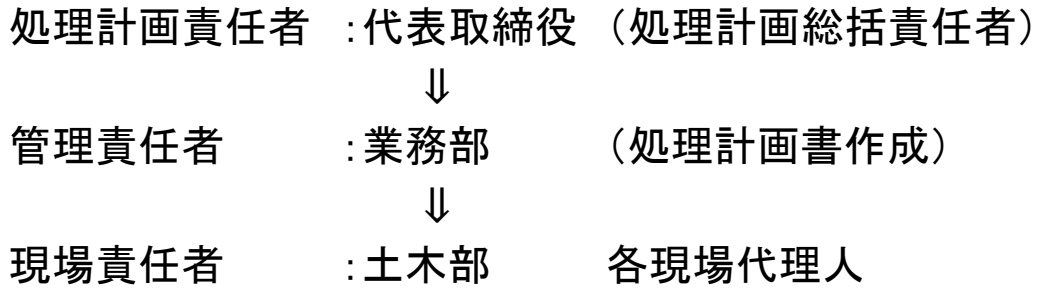 処理計画責任者 :代表取締役 (処理計画総括責任者)
⇓
管理責任者 :業務部 (処理計画書作成)
⇓
現場責任者 :土木部 各現場代理人